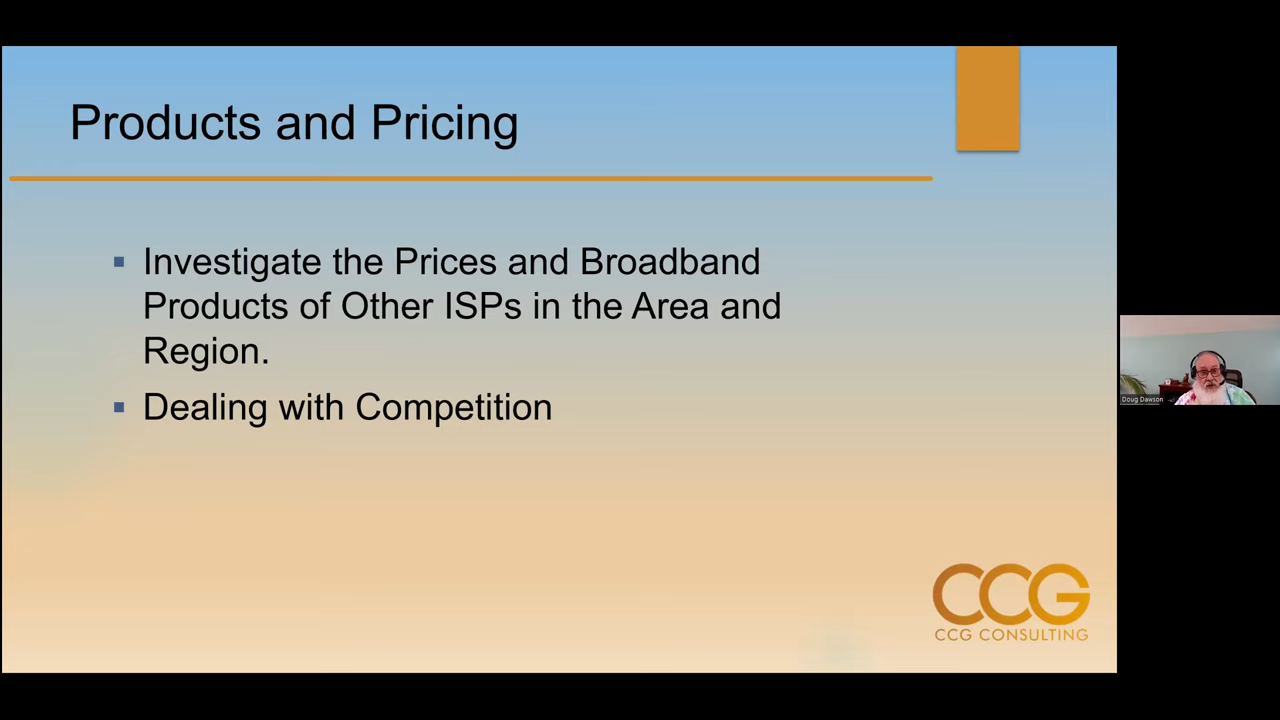 Products and Pricing
Investigate the Prices and Broadband
Products of Other ISPs in the Area and
Region.
Dealing with Competition
Doug Dawson
CCG
CCG CONSULTING